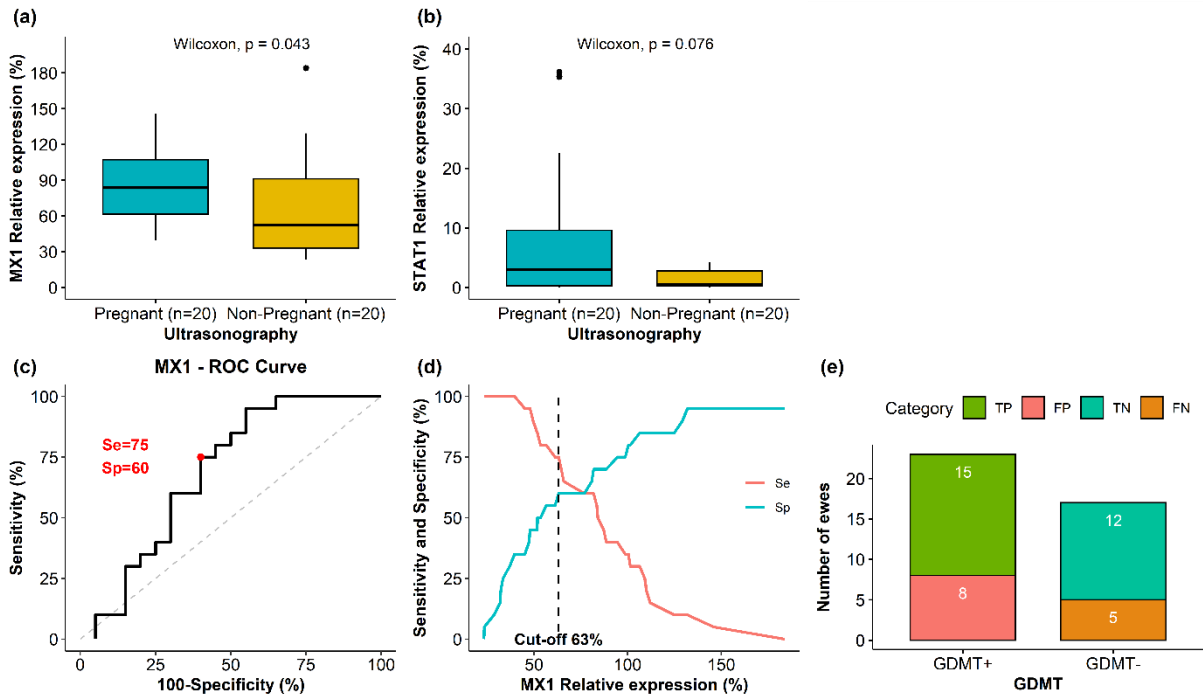 (a)
Wilcoxon, p = 0.043
MX1 Relative expression (%)
180
150
120
90
60
30
0
Pregnant (n=20) Non-Pregnant (n=20)
Ultrasonography
(b)
Wilcoxon, p = 0.076
STAT1 Relative expression (%)
40
30
20
10
0
Pregnant (n=20) Non-Pregnant (n=20)
Ultrasonography
(c)
MX1 - ROC Curve
Sensitivity (%)
100
75
50
25
0
Se=75
Sp=60
0 25 50 75 100
100-Specificity (%)
(d)
Sensitivity and Specificity (%)
100
75
50
25
0
Se
Sp
Cut-off 63%
50 100 150
MX1 Relative expression (%)
(e)
Category TP FP TN FN
Number of ewes
20
15
10
5
0
15
8
12
5
GDMT+ GDMT-
GDMT